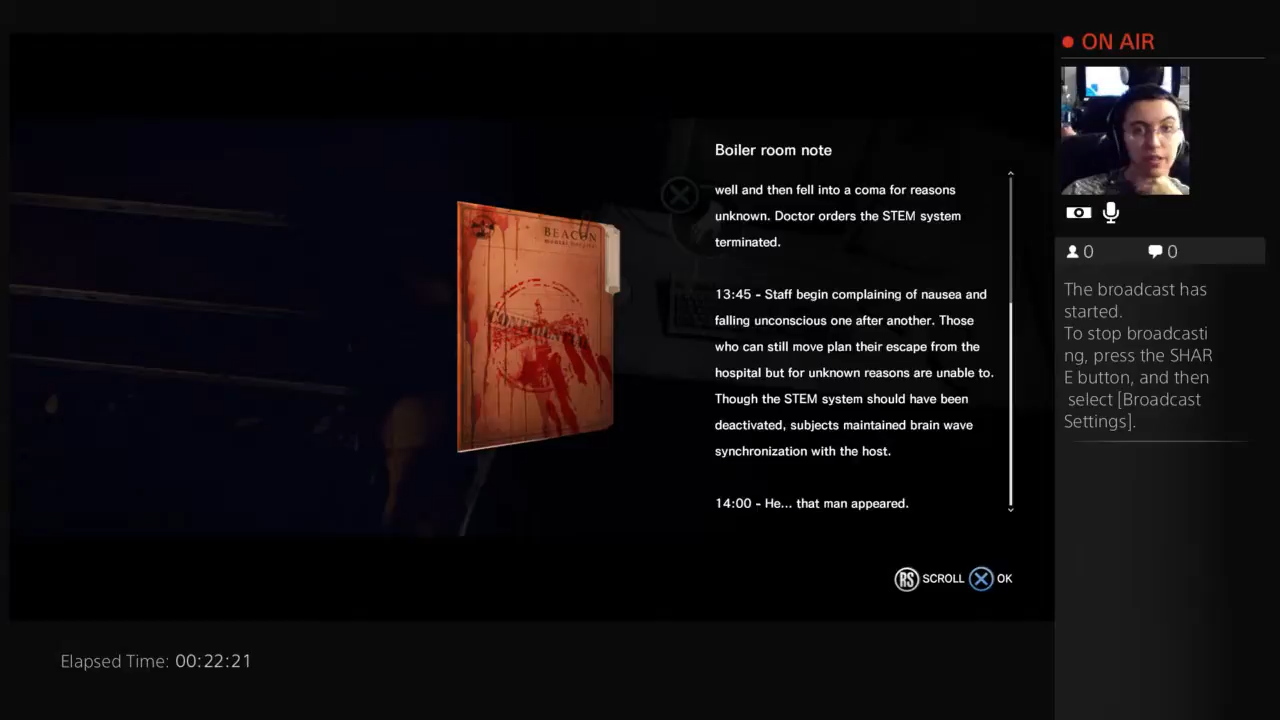 ON AIR
0
0
The broadcast has
started.
To stop broadcasti
ng, press the SHAR
E button, and then
select [Broadcast
Settings].
Boiler room note
well and then fell into a coma for reasons
unknown. Doctor orders the STEM system
terminated.
13:45 - Staff begin complaining of nausea and
falling unconscious one after another. Those
who can still move plan their escape from the
hospital but for unknown reasons are unable to.
Though the STEM system should have been
deactivated, subjects maintained brain wave
synchronization with the host.
14:00 - He... that man appeared.
BEACON
mental hospital
CONFIDENTIAL
RS SCROLL OK
Elapsed Time: 00:22:21